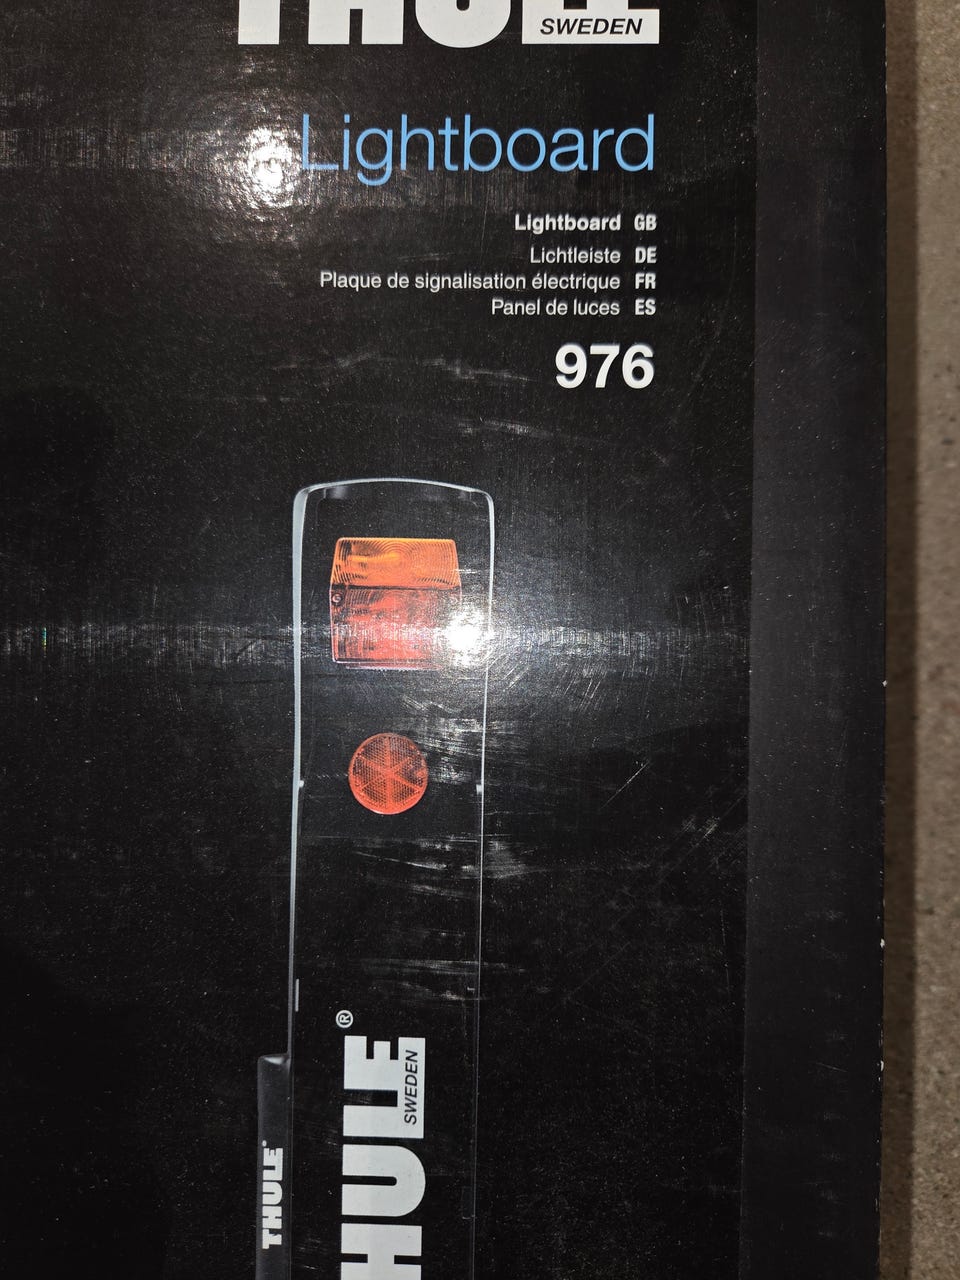 THULE
SWEDEN
Lightboard
Lightboard GB
Lichtleiste DE
Plaque de signalisation électrique FR
Panel de luces ES
976
THULE®
SWEDEN
THULE